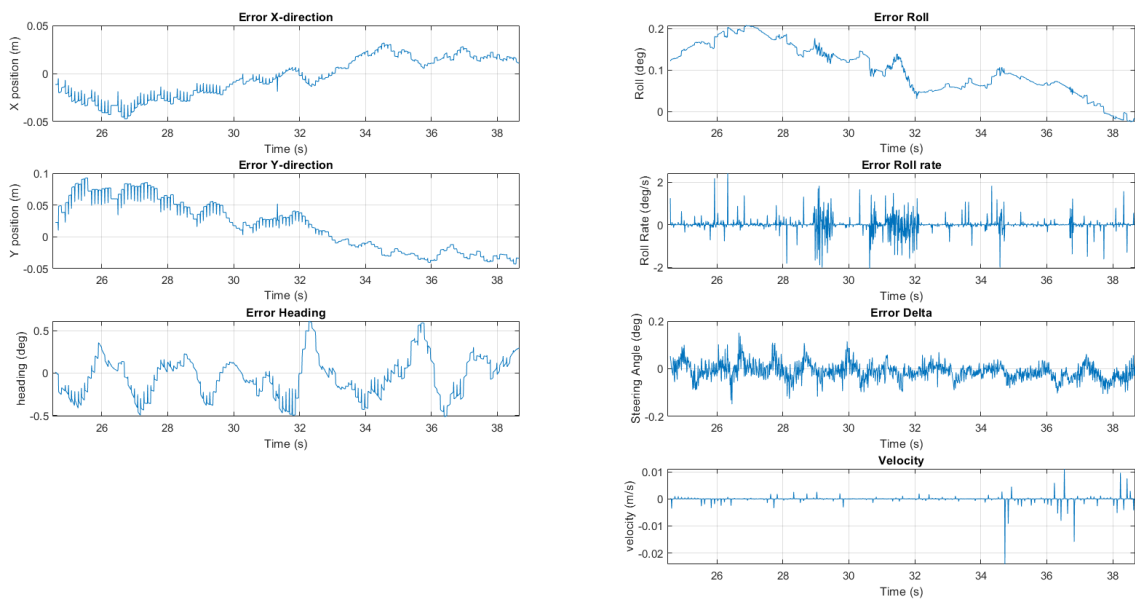 Error X-direction
X position (m)
0.05
0
-0.05
26 28 30 32 34 36 38
Time (s)
Error Y-direction
Y position (m)
0.1
0.05
0
-0.05
26 28 30 32 34 36 38
Time (s)
Error Heading
heading (deg)
0.5
0
-0.5
26 28 30 32 34 36 38
Time (s)
Error Roll
Roll (deg)
0.2
0.1
0
26 28 30 32 34 36 38
Time (s)
Error Roll rate
Roll Rate (deg/s)
2
0
-2
26 28 30 32 34 36 38
Time (s)
Error Delta
Steering Angle (deg)
0.2
0
-0.2
26 28 30 32 34 36 38
Time (s)
Velocity
velocity (m/s)
0.01
0
-0.01
-0.02
26 28 30 32 34 36 38
Time (s)